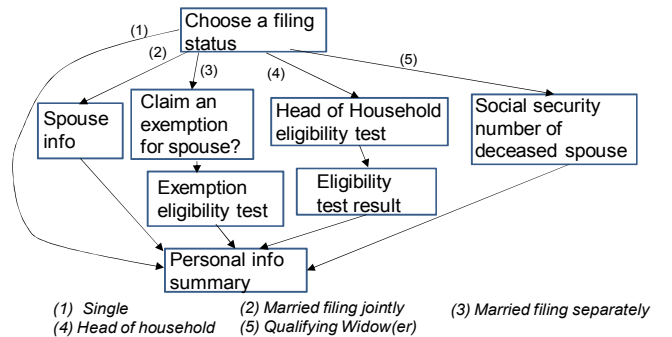 Choose a filing
status
(1)
(2)
(3)
(4)
(5)
Spouse
info
Claim an
exemption
for spouse?
Head of Household
eligibility test
Social security
number of
deceased spouse
Exemption
eligibility test
Eligibility
test result
Personal info
summary
(1) Single
(2) Married filing jointly
(3) Married filing separately
(4) Head of household
(5) Qualifying Widow(er)